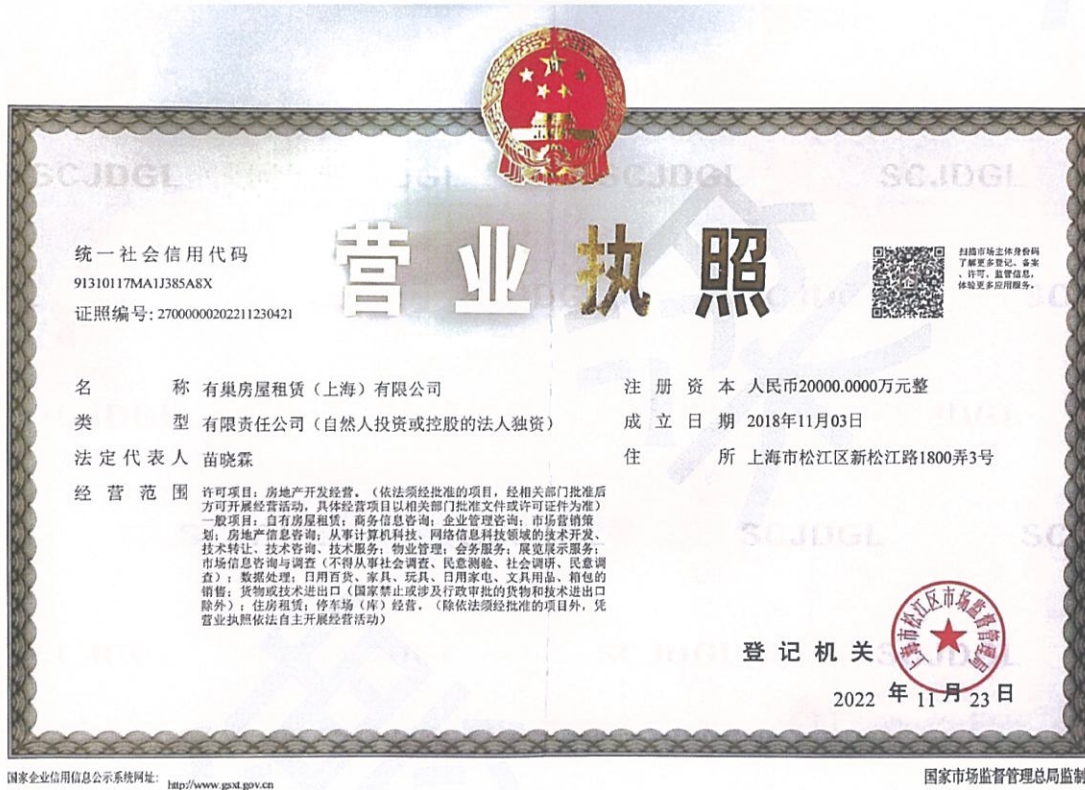 营业执照
统一社会信用代码
91310117MA1J385A8X
证照编号: 27000000202211230421
扫描市场主体身份码
了解更多登记、备案
、许可、监管信息,
体验更多应用服务。
名 称 有巢房屋租赁（上海）有限公司
类 型 有限责任公司（自然人投资或控股的法人独资）
法定代表人 苗晓霖
经营范围 许可项目：房地产开发经营。（依法须经批准的项目，经相关部门批准后
方可开展经营活动，具体经营项目以相关部门批准文件或许可证件为准）
一般项目：自有房屋租赁；商务信息咨询；企业管理咨询；市场营销策
划；房地产信息咨询；从事计算机科技、网络信息科技领域的技术开发、
技术转让、技术咨询、技术服务；物业管理；会务服务；展览展示服务；
市场信息咨询与调查（不得从事社会调查、民意测验、社会调研、民意调
查）；数据处理；日用百货、家具、玩具、日用家电、文具用品、箱包的
销售；货物或技术进出口（国家禁止或涉及行政审批的货物和技术进出口
除外）；住房租赁；停车场（库）经营。（除依法须经批准的项目外，凭
营业执照依法自主开展经营活动）
注册资本 人民币20000.0000万元整
成立日期 2018年11月03日
住 所 上海市松江区新松江路1800弄3号
登记机关
上海市松江区市场监督管理局
2022 年 11 月 23 日
国家企业信用信息公示系统网址: http://www.gsxt.gov.cn
国家市场监督管理总局监制
SCJDGL